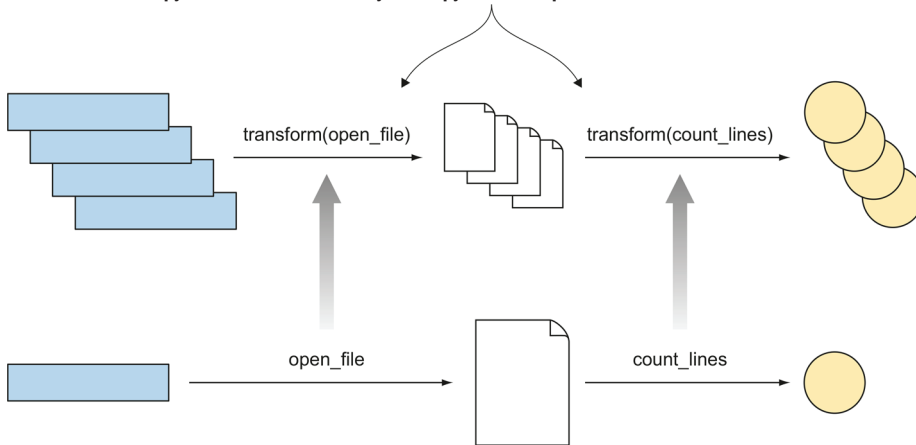 transform(open_file)
transform(count_lines)
open_file
count_lines